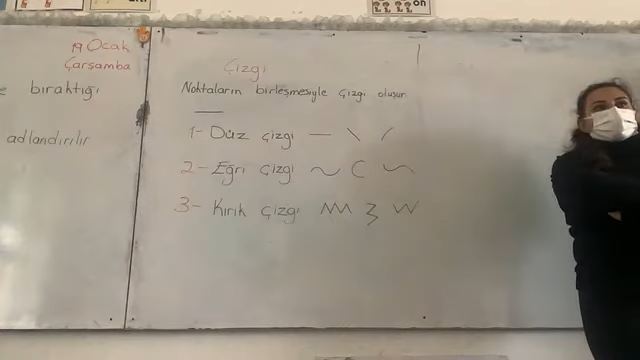 19 Ocak
Çarşamba
bıraktığı
adlandırılır
Çizgi
Noktaların birleşmesiyle çizgi oluşur.
1- Düz çizgi
2- Eğri çizgi
3- Kırık çizgi